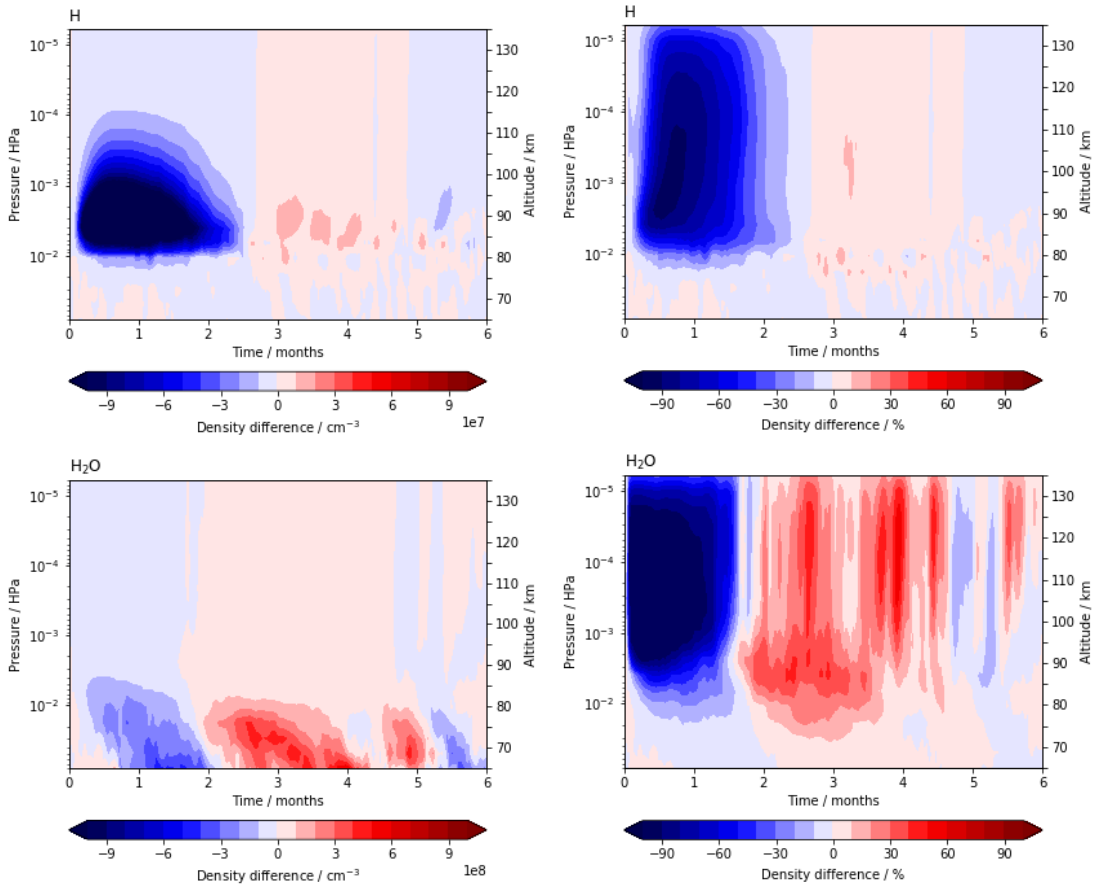 H
10⁻⁵
10⁻⁴
10⁻³
10⁻²
Pressure / HPa
130
120
110
100
90
80
70
Altitude / km
0 1 2 3 4 5 6
Time / months
−9 −6 −3 0 3 6 9
1e7
Density difference / cm⁻³
H
10⁻⁵
10⁻⁴
10⁻³
10⁻²
Pressure / HPa
130
120
110
100
90
80
70
Altitude / km
0 1 2 3 4 5 6
Time / months
−90 −60 −30 0 30 60 90
Density difference / %
H₂O
10⁻⁵
10⁻⁴
10⁻³
10⁻²
Pressure / HPa
130
120
110
100
90
80
70
Altitude / km
0 1 2 3 4 5 6
Time / months
−9 −6 −3 0 3 6 9
1e8
Density difference / cm⁻³
H₂O
10⁻⁵
10⁻⁴
10⁻³
10⁻²
Pressure / HPa
130
120
110
100
90
80
70
Altitude / km
0 1 2 3 4 5 6
Time / months
−90 −60 −30 0 30 60 90
Density difference / %